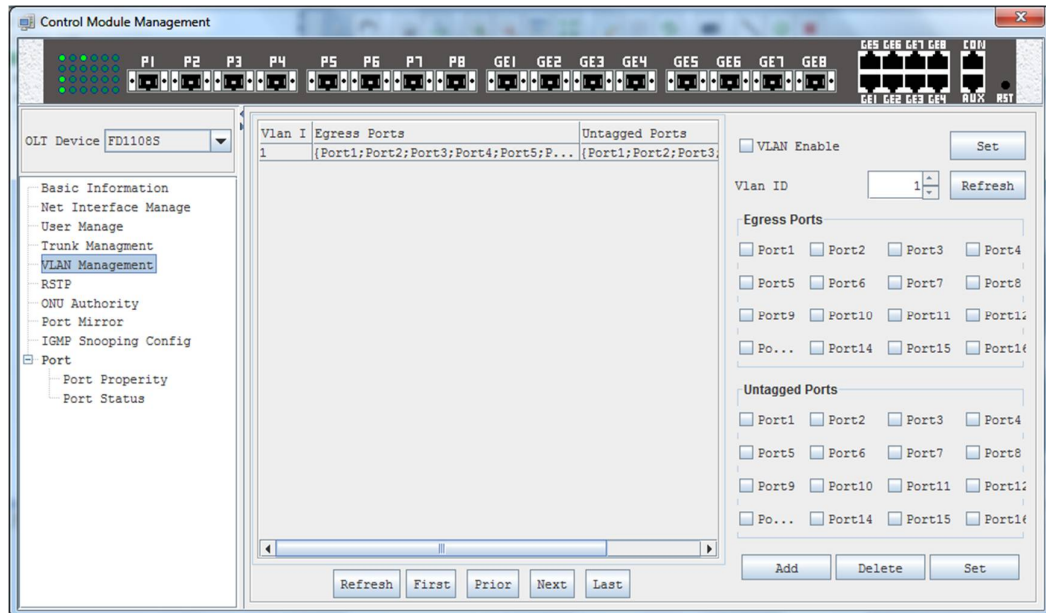 Control Module Management
GE5 GE6 GE7 GE8 CON
P1 P2 P3 P4 P5 P6 P7 P8 GE1 GE2 GE3 GE4 GE5 GE6 GE7 GE8
GE1 GE2 GE3 GE4 AUX RST
OLT Device FD1108S
Basic Information
Net Interface Manage
User Manage
Trunk Managment
VLAN Management
RSTP
ONU Authority
Port Mirror
IGMP Snooping Config
Port
Port Properity
Port Status
Vlan I Egress Ports Untagged Ports
1 {Port1;Port2;Port3;Port4;Port5;P... {Port1;Port2;Port3;
Refresh First Prior Next Last
VLAN Enable Set
Vlan ID 1 Refresh
Egress Ports
Port1 Port2 Port3 Port4
Port5 Port6 Port7 Port8
Port9 Port10 Port11 Port12
Po... Port14 Port15 Port16
Untagged Ports
Port1 Port2 Port3 Port4
Port5 Port6 Port7 Port8
Port9 Port10 Port11 Port12
Po... Port14 Port15 Port16
Add Delete Set